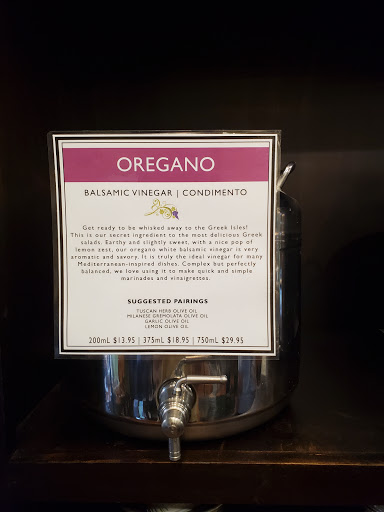 OREGANO
BALSAMIC VINEGAR | CONDIMENTO
Get ready to be whisked away to the Greek Isles!
This is our secret ingredient to the most delicious Greek
salads. Earthy and slightly sweet, with a nice pop of
lemon zest, our oregano white balsamic vinegar is very
aromatic and savory. It is truly the ideal vinegar for many
Mediterranean-inspired dishes. Complex but perfectly
balanced, we love using it to make quick and simple
marinades and vinaigrettes.
SUGGESTED PAIRINGS
TUSCAN HERB OLIVE OIL
MILANESE GREMOLATA OLIVE OIL
GARLIC OLIVE OIL
LEMON OLIVE OIL
200mL $13.95 | 375mL $18.95 | 750mL $29.95